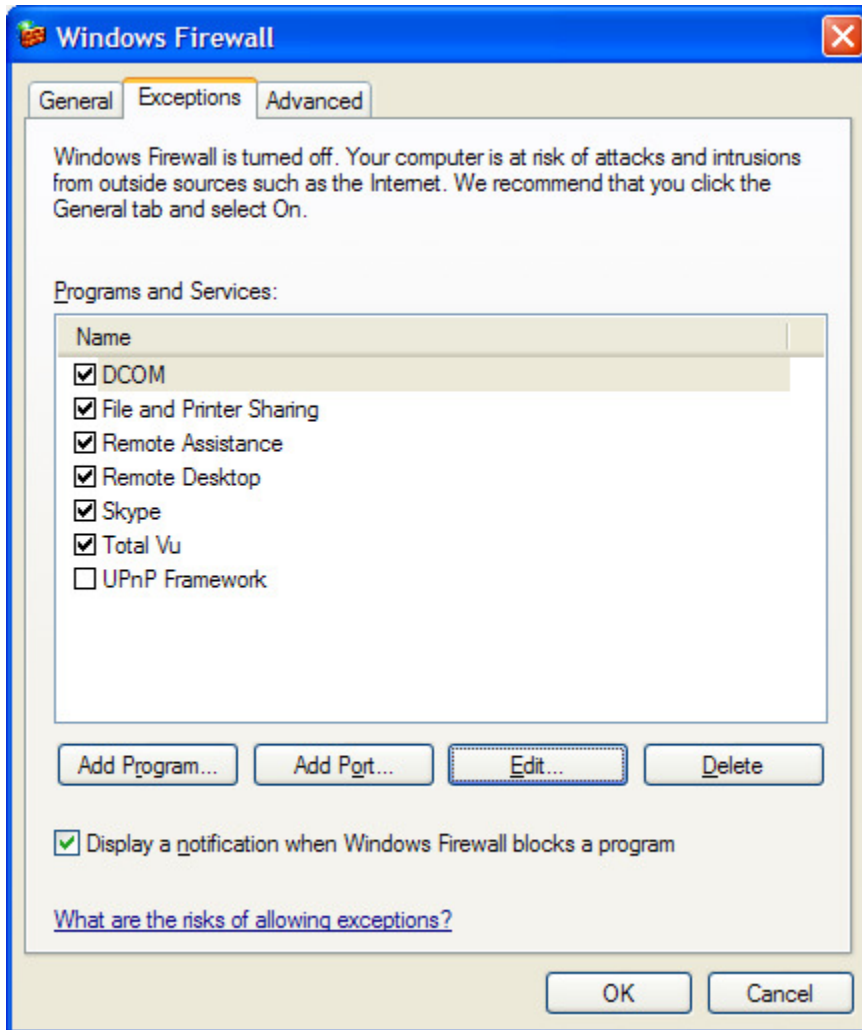 Windows Firewall
General Exceptions Advanced
Windows Firewall is turned off. Your computer is at risk of attacks and intrusions
from outside sources such as the Internet. We recommend that you click the
General tab and select On.
Programs and Services:
Name
DCOM
File and Printer Sharing
Remote Assistance
Remote Desktop
Skype
Total Vu
UPnP Framework
Add Program... Add Port... Edit... Delete
Display a notification when Windows Firewall blocks a program
What are the risks of allowing exceptions?
OK Cancel